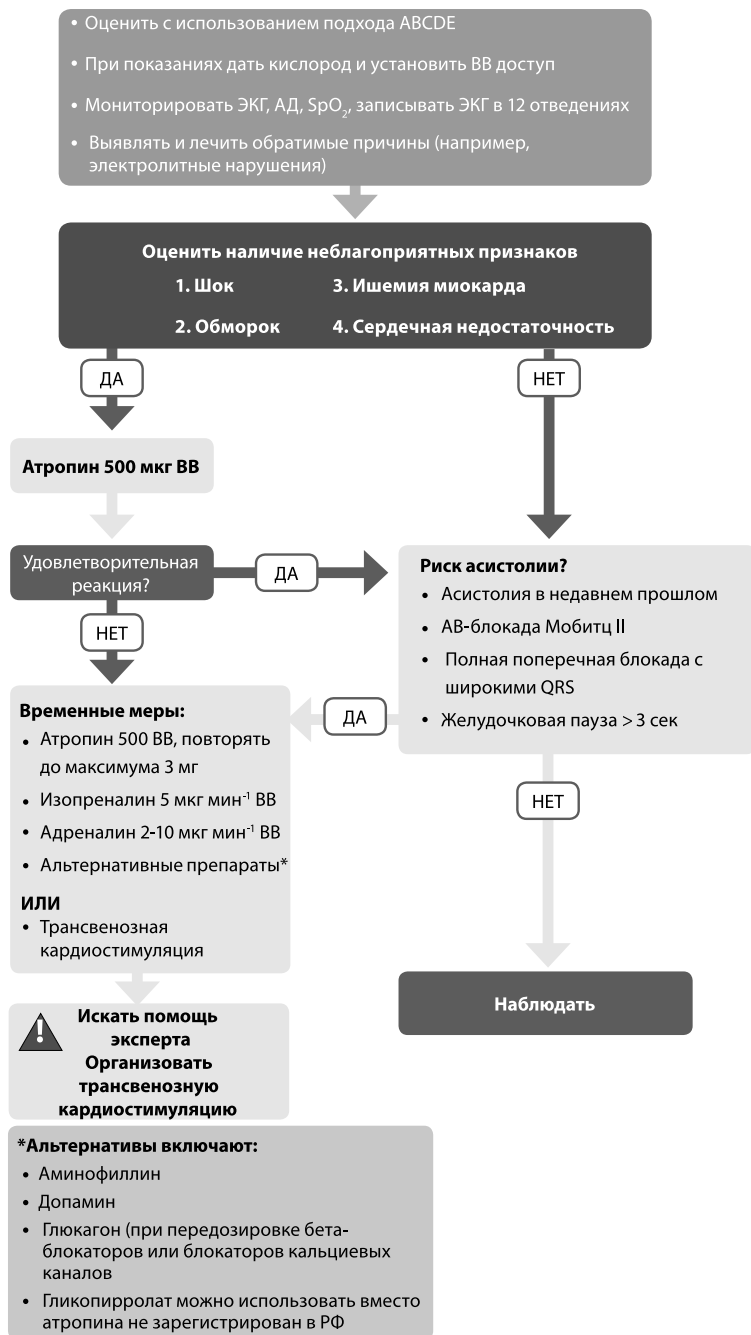 • Оценить с использованием подхода ABCDE
• При показаниях дать кислород и установить ВВ доступ
• Мониторировать ЭКГ, АД, SpO₂, записывать ЭКГ в 12 отведениях
• Выявлять и лечить обратимые причины (например,
электролитные нарушения)
Оценить наличие неблагоприятных признаков
1. Шок 3. Ишемия миокарда
2. Обморок 4. Сердечная недостаточность
ДА
НЕТ
Атропин 500 мкг ВВ
Удовлетворительная
реакция?
ДА
НЕТ
Риск асистолии?
• Асистолия в недавнем прошлом
• АВ-блокада Мобитц II
• Полная поперечная блокада с
широкими QRS
• Желудочковая пауза > 3 сек
ДА
НЕТ
Временные меры:
• Атропин 500 ВВ, повторять
до максимума 3 мг
• Изопреналин 5 мкг мин⁻¹ ВВ
• Адреналин 2-10 мкг мин⁻¹ ВВ
• Альтернативные препараты*
ИЛИ
• Трансвенозная
кардиостимуляция
Наблюдать
Искать помощь
эксперта
Организовать
трансвенозную
кардиостимуляцию
*Альтернативы включают:
• Аминофиллин
• Допамин
• Глюкагон (при передозировке бета-
блокаторов или блокаторов кальциевых
каналов
• Гликопирролат можно использовать вместо
атропина не зарегистрирован в РФ